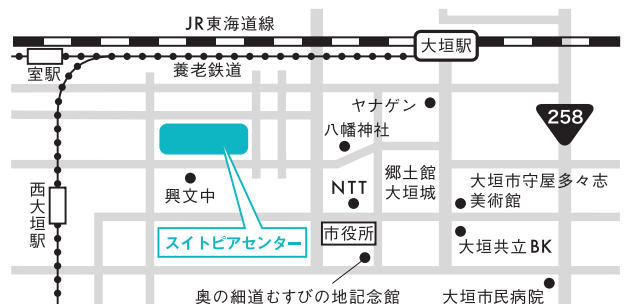 JR東海道線
大垣駅
室駅
養老鉄道
ヤナゲン
258
八幡神社
興文中
NTT
郷土館
大垣城
大垣市守屋多々志
美術館
西大垣駅
スイトピアセンター
市役所
大垣共立BK
奥の細道むすびの地記念館
大垣市民病院